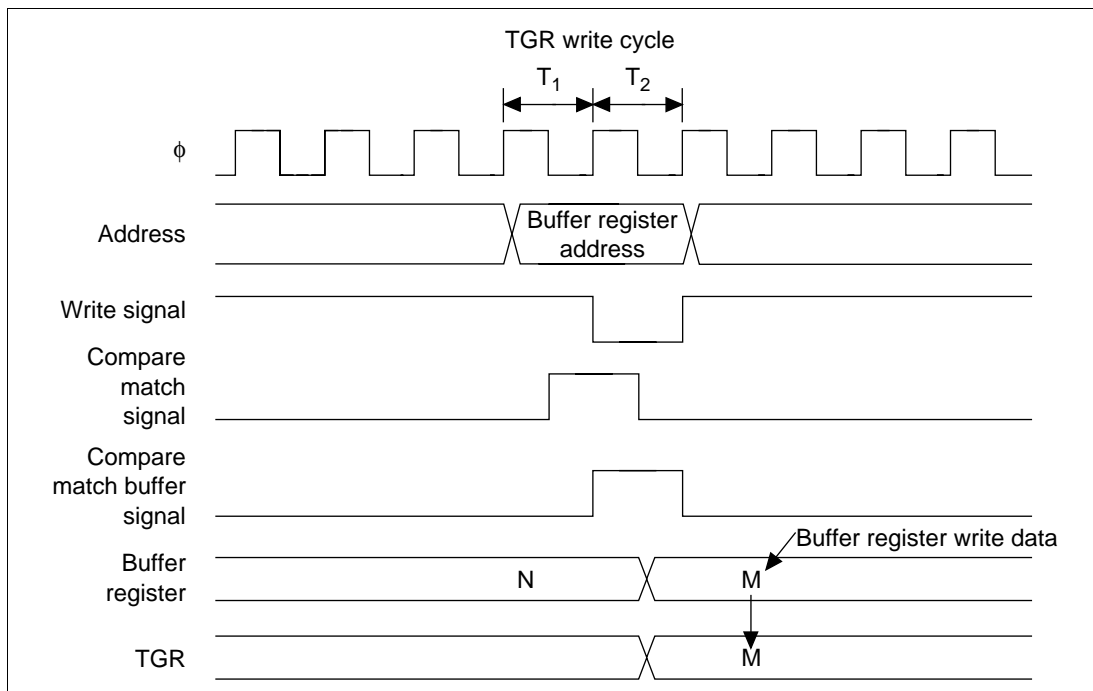 TGR write cycle
T₁ T₂
ϕ
Address
Buffer register
address
Write signal
Compare
match
signal
Compare
match buffer
signal
Buffer register write data
Buffer
register
N M
TGR
M